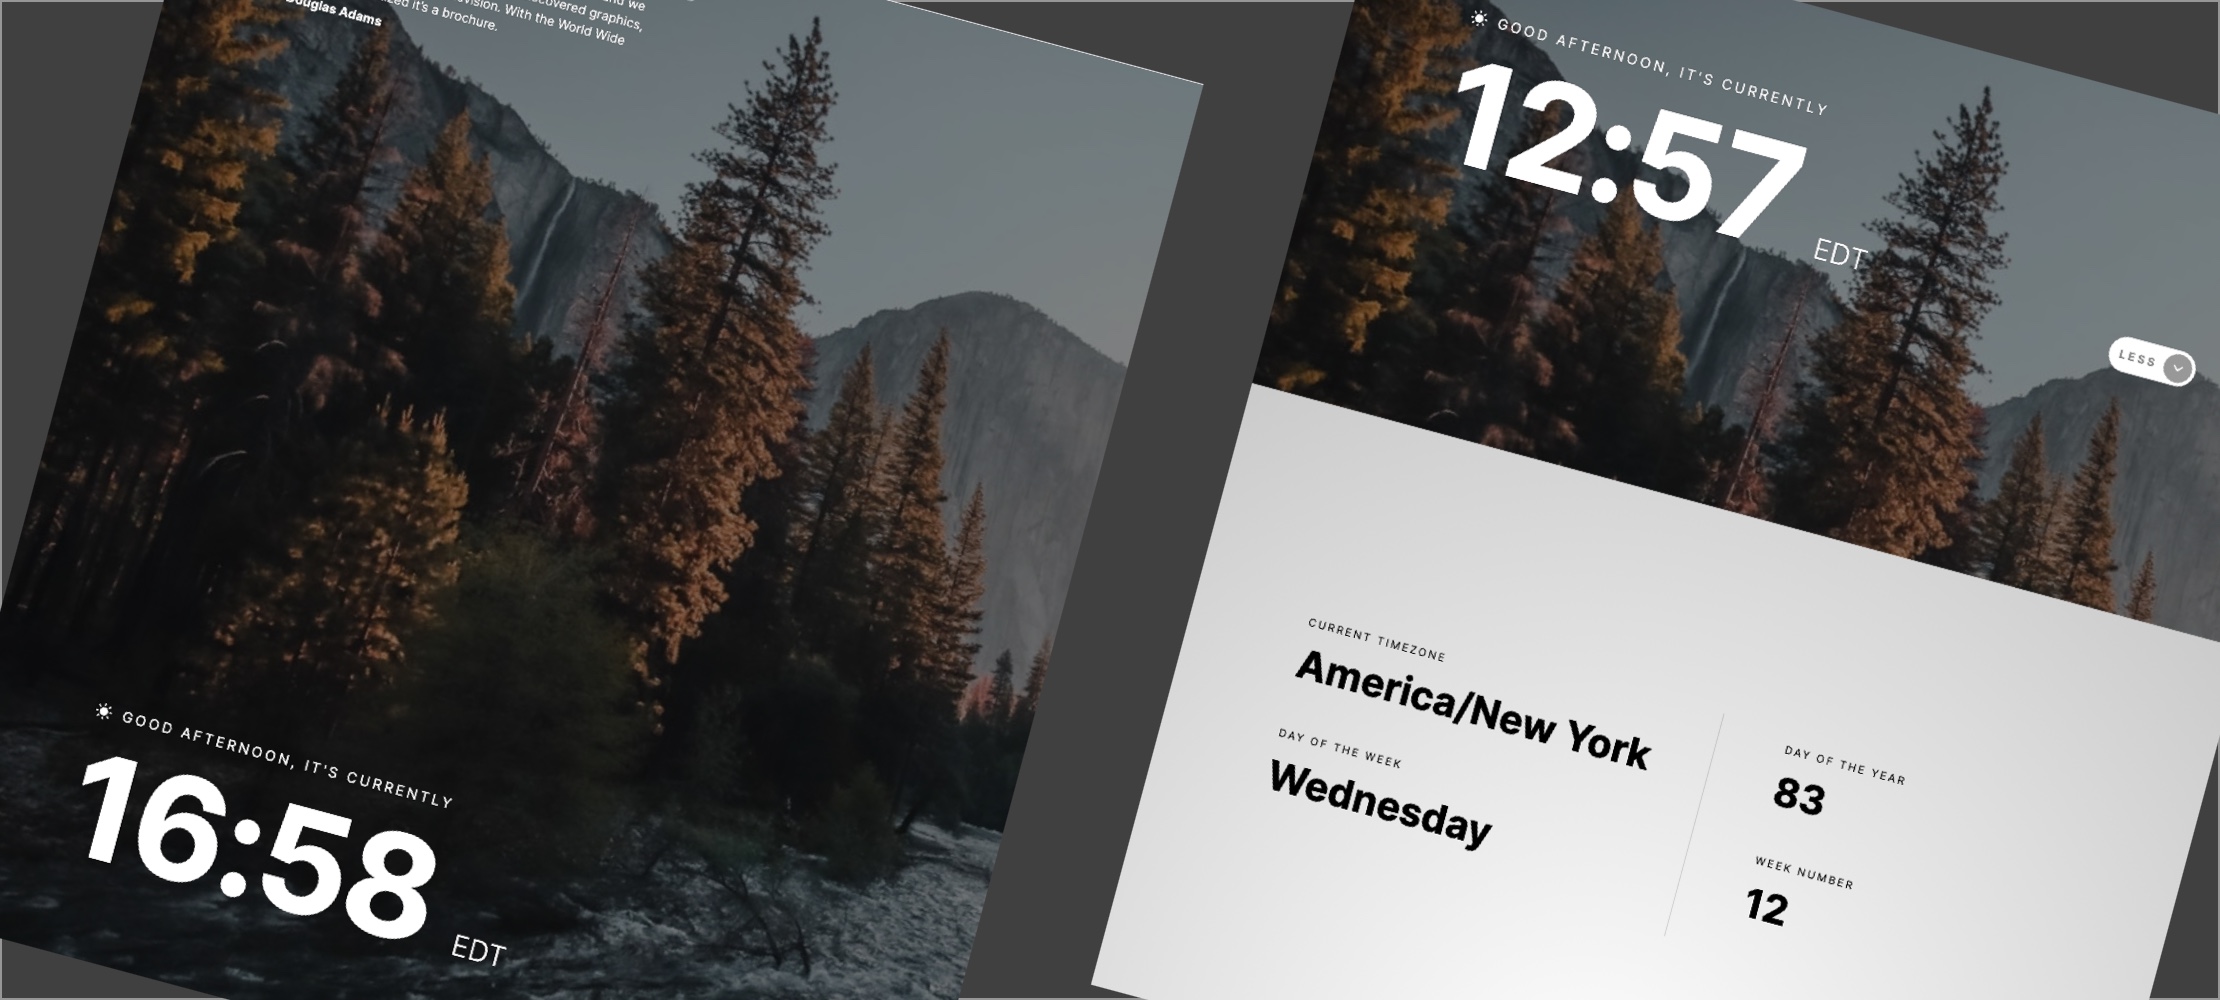 and we
covered graphics,
it's a brochure. With the World Wide
Douglas Adams
GOOD AFTERNOON, IT'S CURRENTLY
16:58 EDT
GOOD AFTERNOON, IT'S CURRENTLY
12:57 EDT
LESS
CURRENT TIMEZONE
America/New York
DAY OF THE WEEK
Wednesday
DAY OF THE YEAR
83
WEEK NUMBER
12